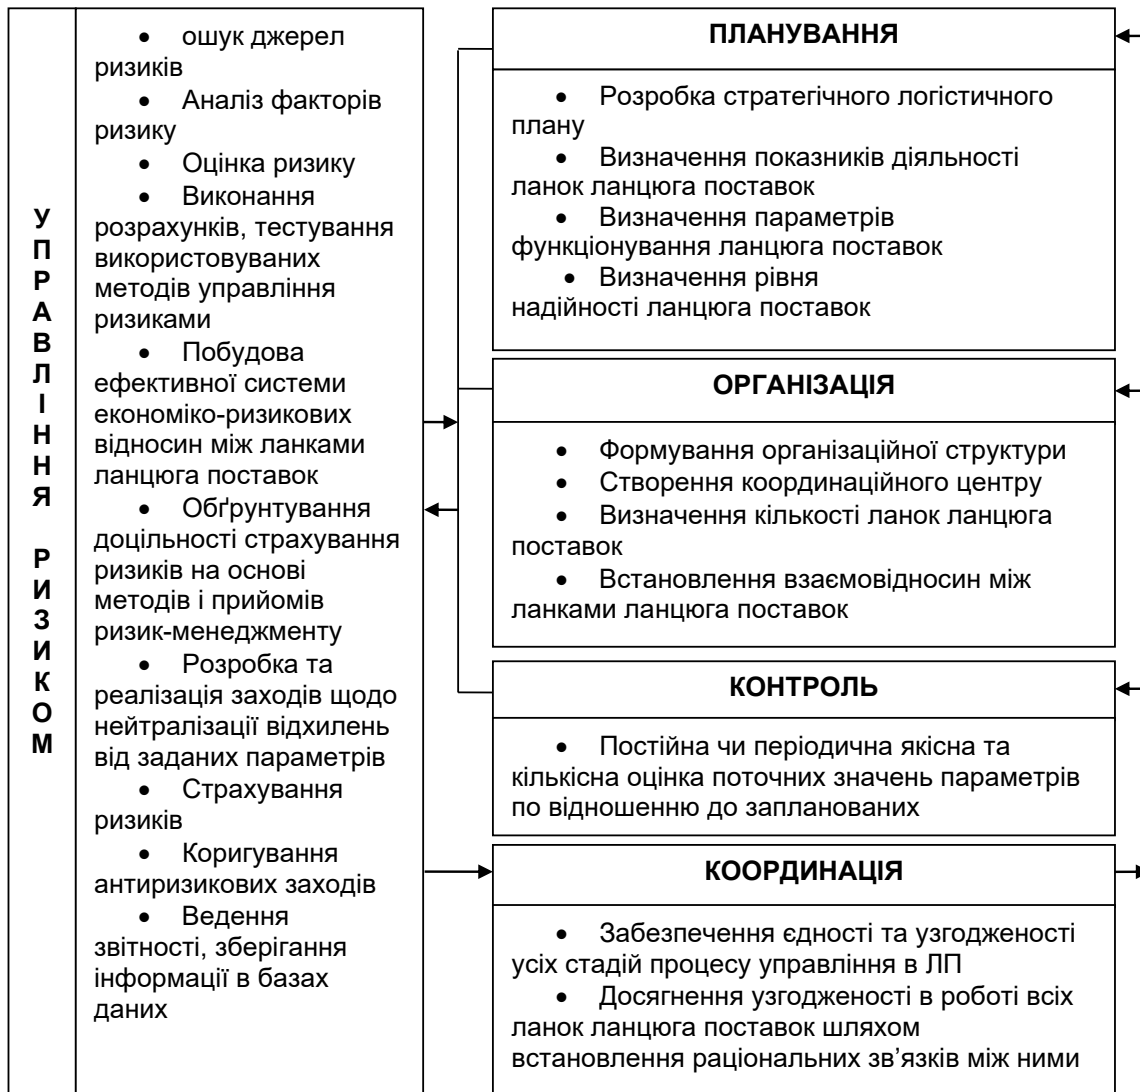 УПРАВЛІННЯ РИЗИКОМ
• ошук джерел
ризиків
• Аналіз факторів
ризику
• Оцінка ризику
• Виконання
розрахунків, тестування
використовуваних
методів управління
ризиками
• Побудова
ефективної системи
економіко-ризикових
відносин між ланками
ланцюга поставок
• Обґрунтування
доцільності страхування
ризиків на основі
методів і прийомів
ризик-менеджменту
• Розробка та
реалізація заходів щодо
нейтралізації відхилень
від заданих параметрів
• Страхування
ризиків
• Коригування
антиризикових заходів
• Ведення
звітності, зберігання
інформації в базах
даних
ПЛАНУВАННЯ
• Розробка стратегічного логістичного
плану
• Визначення показників діяльності
ланок ланцюга поставок
• Визначення параметрів
функціонування ланцюга поставок
• Визначення рівня
надійності ланцюга поставок
ОРГАНІЗАЦІЯ
• Формування організаційної структури
• Створення координаційного центру
• Визначення кількості ланок ланцюга
поставок
• Встановлення взаємовідносин між
ланками ланцюга поставок
КОНТРОЛЬ
• Постійна чи періодична якісна та
кількісна оцінка поточних значень параметрів
по відношенню до запланованих
КООРДИНАЦІЯ
• Забезпечення єдності та узгодженості
усіх стадій процесу управління в ЛП
• Досягнення узгодженості в роботі всіх
ланок ланцюга поставок шляхом
встановлення раціональних зв’язків між ними